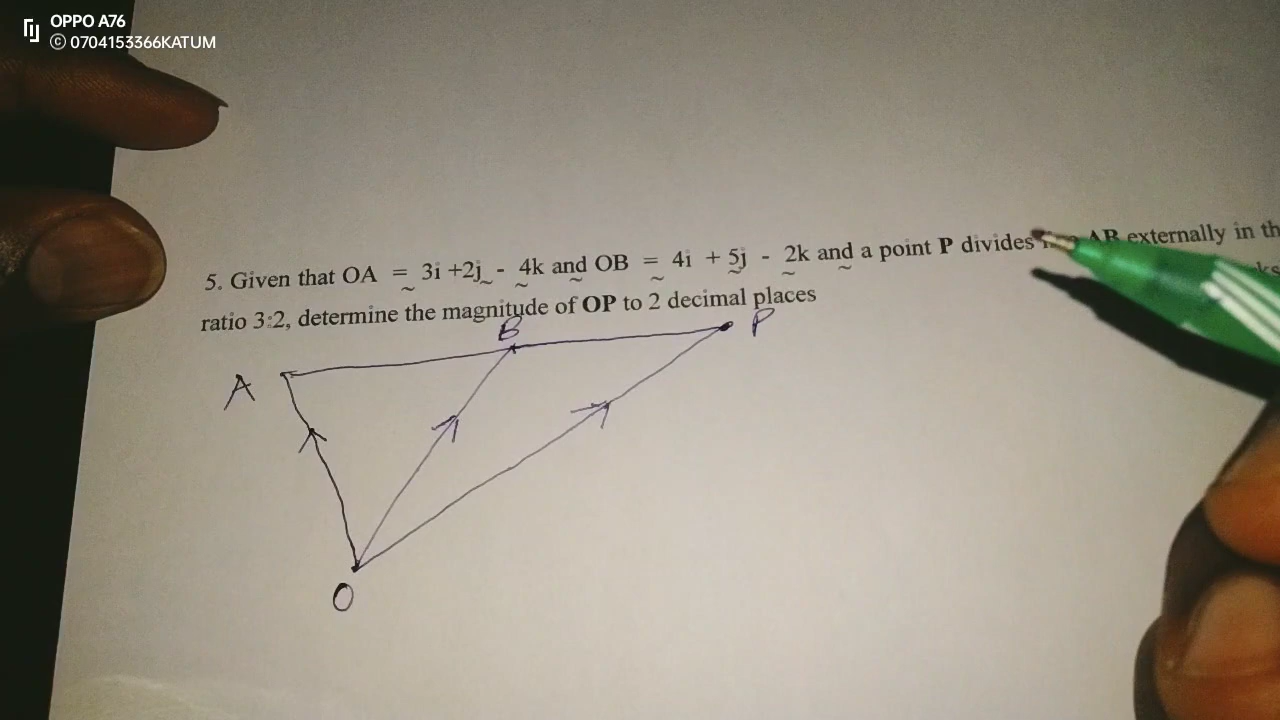 OPPO A76
© 0704153366KATUM
5. Given that OA = 3i +2j - 4k and OB = 4i + 5j - 2k and a point P divides AB externally in
ratio 3:2, determine the magnitude of OP to 2 decimal places
B
P
A
O